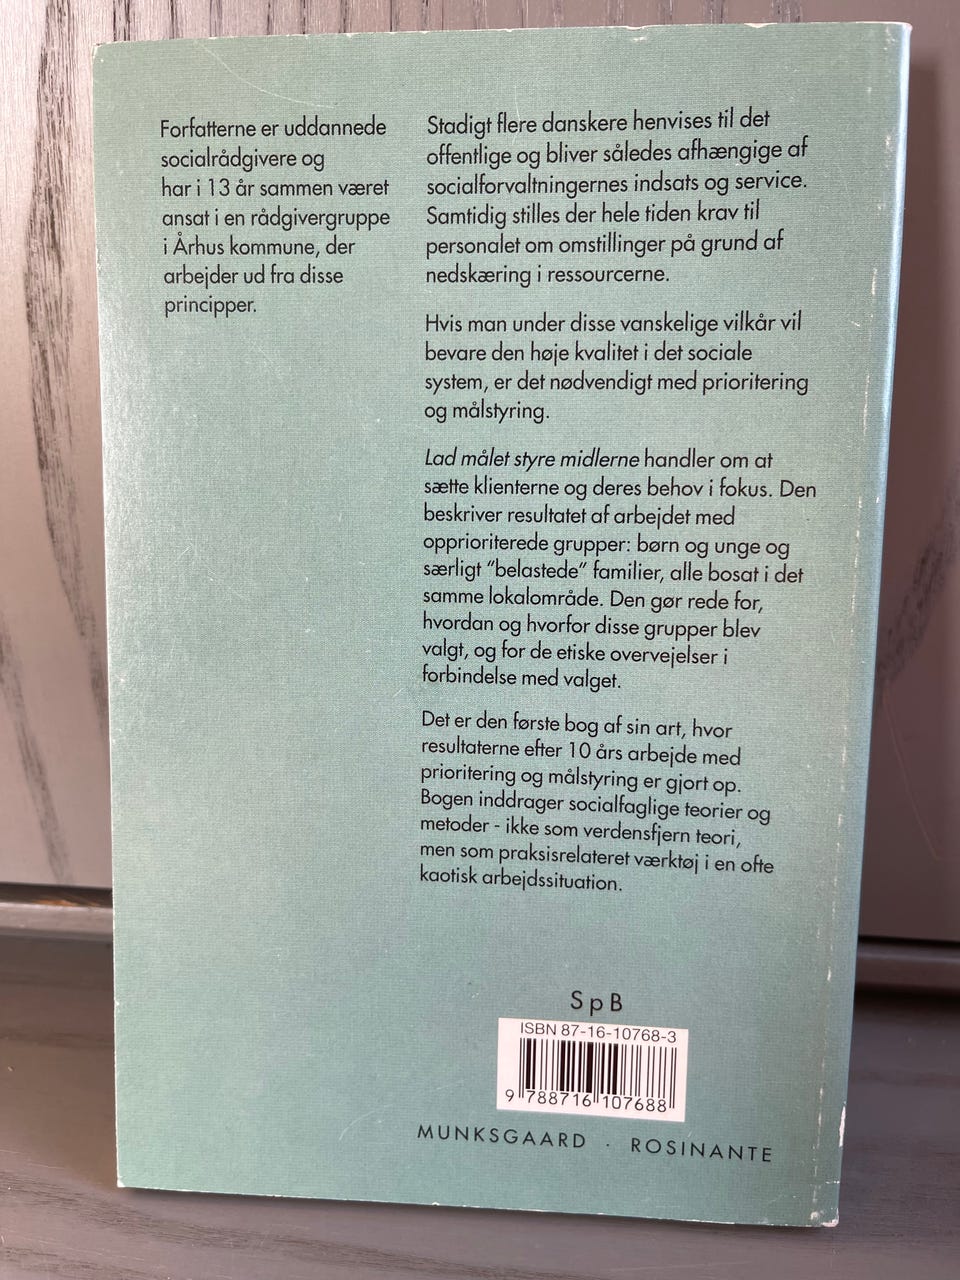 Forfatterne er uddannede
socialrådgivere og
har i 13 år sammen været
ansat i en rådgivergruppe
i Århus kommune, der
arbejder ud fra disse
principper.
Stadigt flere danskere henvises til det
offentlige og bliver således afhængige af
socialforvaltningernes indsats og service.
Samtidig stilles der hele tiden krav til
personalet om omstillinger på grund af
nedskæring i ressourcerne.
Hvis man under disse vanskelige vilkår vil
bevare den høje kvalitet i det sociale
system, er det nødvendigt med prioritering
og målstyring.
Lad målet styre midlerne handler om at
sætte klienterne og deres behov i fokus. Den
beskriver resultatet af arbejdet med
opprioriterede grupper: børn og unge og
særligt "belastede" familier, alle bosat i det
samme lokalområde. Den gør rede for,
hvordan og hvorfor disse grupper blev
valgt, og for de etiske overvejelser i
forbindelse med valget.
Det er den første bog af sin art, hvor
resultaterne efter 10 års arbejde med
prioritering og målstyring er gjort op.
Bogen inddrager socialfaglige teorier og
metoder - ikke som verdensfjern teori,
men som praksisrelateret værktøj i en ofte
kaotisk arbejdssituation.
SpB
ISBN 87-16-10768-3
9 788716 107688
MUNKSGAARD · ROSINANTE